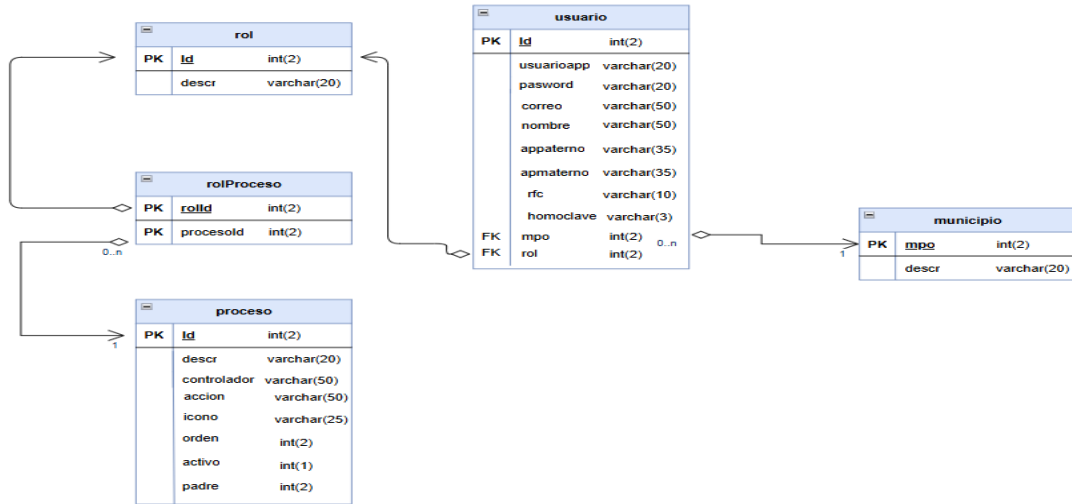 rol
PK Id int(2)
descr varchar(20)
rolProceso
PK rolId int(2)
PK procesoId int(2)
0..n
proceso
1
PK Id int(2)
descr varchar(20)
controlador varchar(50)
accion varchar(50)
icono varchar(25)
orden int(2)
activo int(1)
padre int(2)
usuario
PK Id int(2)
usuarioapp varchar(20)
pasword varchar(20)
correo varchar(50)
nombre varchar(50)
appaterno varchar(35)
apmaterno varchar(35)
rfc varchar(10)
homoclave varchar(3)
FK mpo int(2)
FK rol int(2)
0..n
1
municipio
PK mpo int(2)
descr varchar(20)